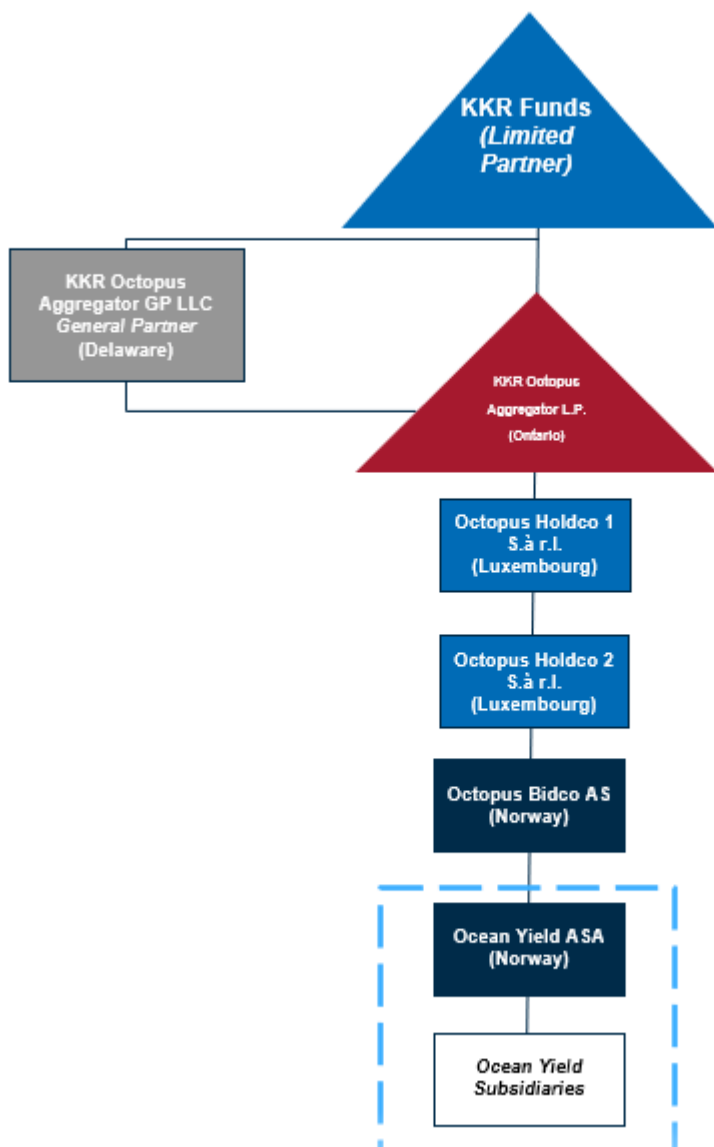 KKR Funds
(Limited
Partner)
KKR Octopus
Aggregator GP LLC
General Partner
(Delaware)
KKR Octopus
Aggregator L.P.
(Ontario)
Octopus Holdco 1
S.à r.l.
(Luxembourg)
Octopus Holdco 2
S.à r.l.
(Luxembourg)
Octopus Bidco AS
(Norway)
Ocean Yield ASA
(Norway)
Ocean Yield
Subsidiaries